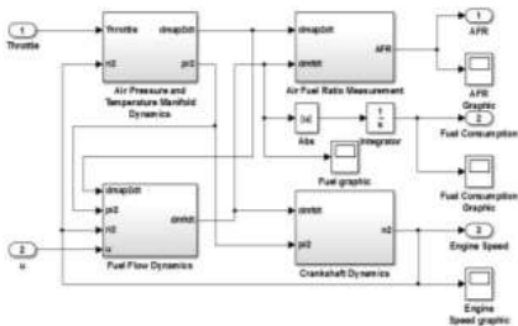 1
Throttle
Throttle
n2
dmap2dt
pi2
Air Pressure and
Temperature Manifold
Dynamics
dmap2dt
dmfdt
AFR
Air Fuel Ratio Measurement
1
AFR
AFR
Graphic
|u|
Abs
1
s
Integrator
2
Fuel Consumption
Fuel graphic
Fuel Consumption
Graphic
dmap2dt
pi2
n2
u
dmfdt
Fuel Flow Dynamics
2
u
dmfdt
pi2
n2
Crankshaft Dynamics
3
Engine Speed
Engine
Speed graphic